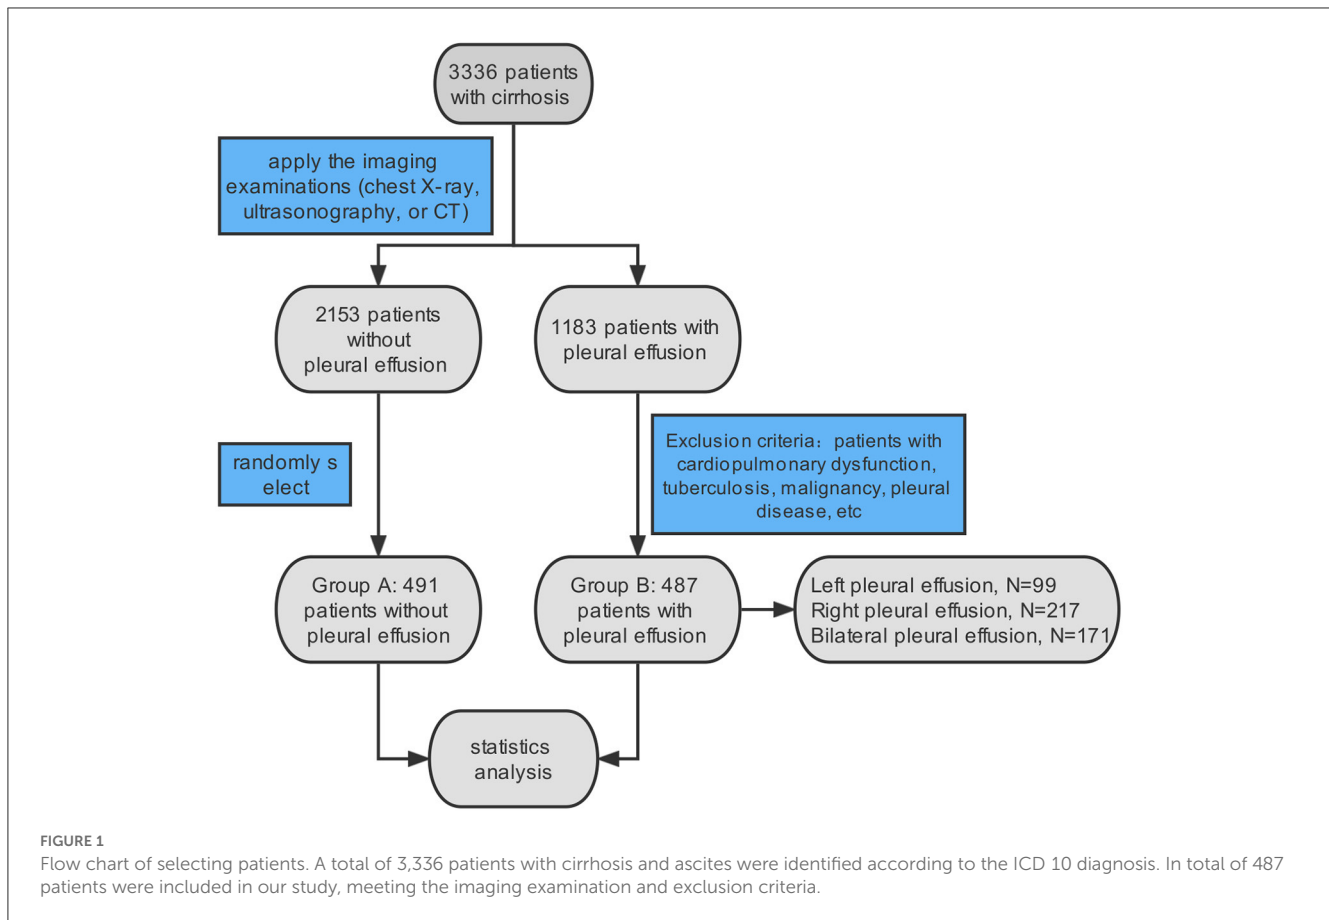 3336 patients
with cirrhosis
apply the imaging
examinations (chest X-ray,
ultrasonography, or CT)
2153 patients
without
pleural effusion
1183 patients with
pleural effusion
randomly s
elect
Exclusion criteria：patients with
cardiopulmonary dysfunction,
tuberculosis, malignancy, pleural
disease, etc
Group A: 491
patients without
pleural effusion
Group B: 487
patients with
pleural effusion
Left pleural effusion, N=99
Right pleural effusion, N=217
Bilateral pleural effusion, N=171
statistics
analysis
FIGURE 1
Flow chart of selecting patients. A total of 3,336 patients with cirrhosis and ascites were identified according to the ICD 10 diagnosis. In total of 487
patients were included in our study, meeting the imaging examination and exclusion criteria.